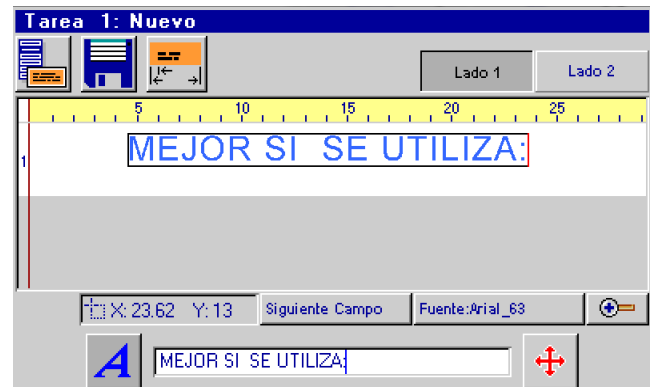 Tarea 1: Nuevo
Lado 1 Lado 2
5 10 15 20 25
MEJOR SI  SE UTILIZA:
1
X: 23.62 Y: 13 Siguiente Campo Fuente:Arial_63
A MEJOR SI  SE UTILIZA: